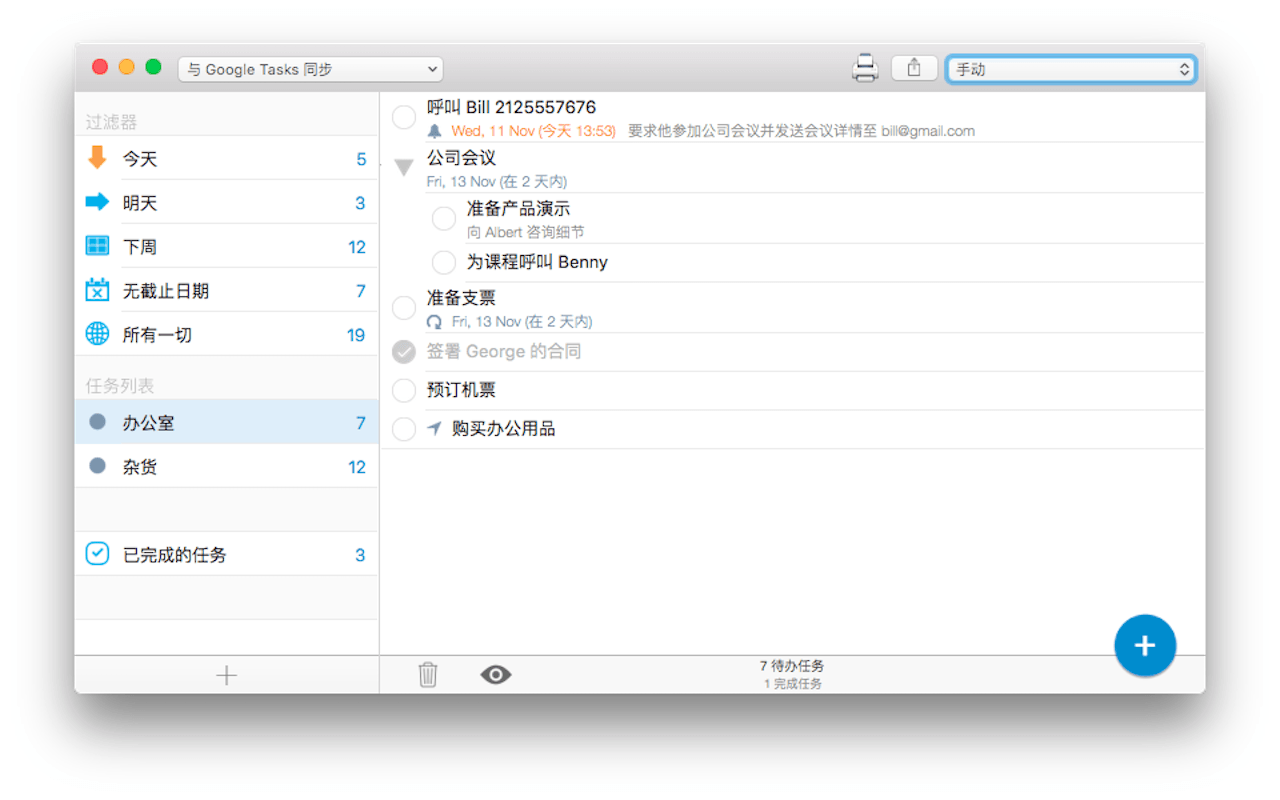 与 Google Tasks 同步
手动
过滤器
今天 5
明天 3
下周 12
无截止日期 7
所有一切 19
任务列表
办公室 7
杂货 12
已完成的任务 3
呼叫 Bill 2125557676
Wed, 11 Nov (今天 13:53) 要求他参加公司会议并发送会议详情至 bill@gmail.com
公司会议
Fri, 13 Nov (在 2 天内)
准备产品演示
向 Albert 咨询细节
为课程呼叫 Benny
准备支票
Fri, 13 Nov (在 2 天内)
签署 George 的合同
预订机票
购买办公用品
7 待办任务
1 完成任务